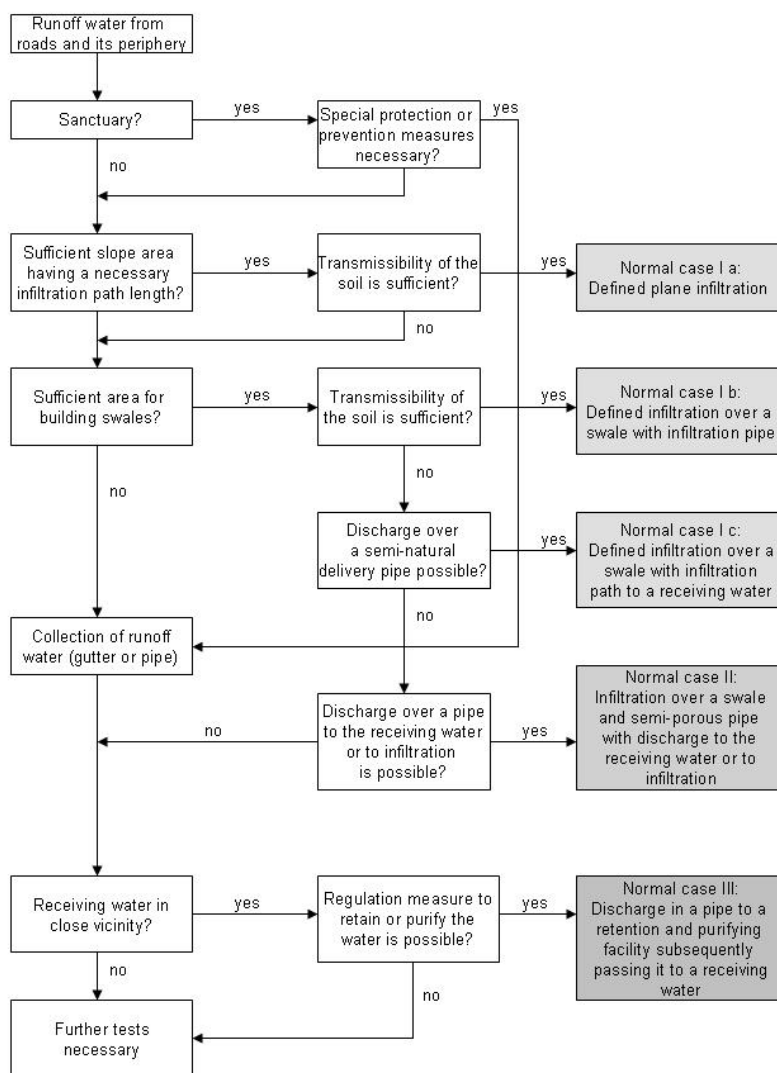 Runoff water from
roads and its periphery
Sanctuary?
yes
Special protection or
prevention measures
necessary?
yes
no
Sufficient slope area
having a necessary
infiltration path length?
yes
Transmissibility of the
soil is sufficient?
yes
Normal case I a:
Defined plane infiltration
no
Sufficient area for
building swales?
yes
Transmissibility of
the soil is sufficient?
yes
Normal case I b:
Defined infiltration over a
swale with infiltration pipe
no
no
Discharge over
a semi-natural
delivery pipe possible?
yes
Normal case I c:
Defined infiltration over a
swale with infiltration
path to a receiving water
no
Collection of runoff
water (gutter or pipe)
Discharge over a pipe
to the receiving water
or to infiltration
is possible?
no
yes
Normal case II:
Infiltration over a swale
and semi-porous pipe
with discharge to the
receiving water or to
infiltration
Receiving water in
close vicinity?
yes
Regulation measure to
retain or purify the
water is possible?
yes
Normal case III:
Discharge in a pipe to a
retention and purifying
facility subsequently
passing it to a receiving
water
no
no
Further tests
necessary